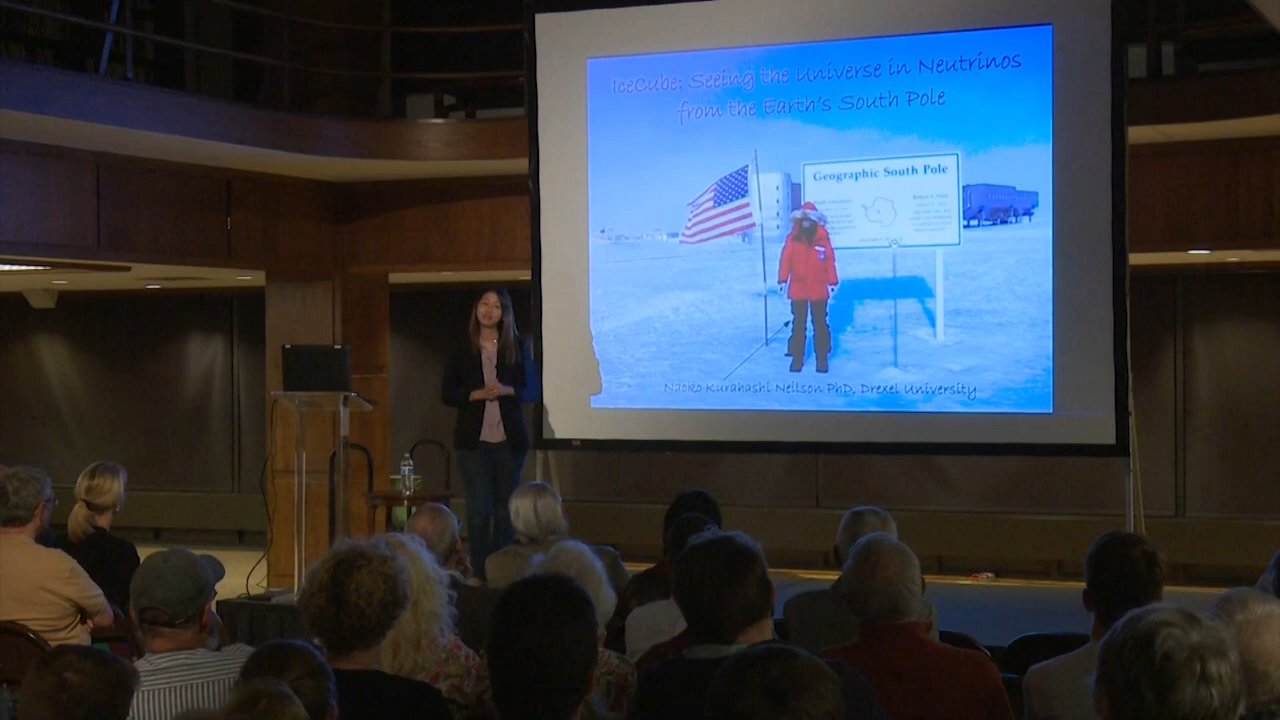 IceCube: Seeing the Universe in Neutrinos
from the Earth's South Pole
Geographic South Pole
Naoko Kurahashi Neilson PhD, Drexel University